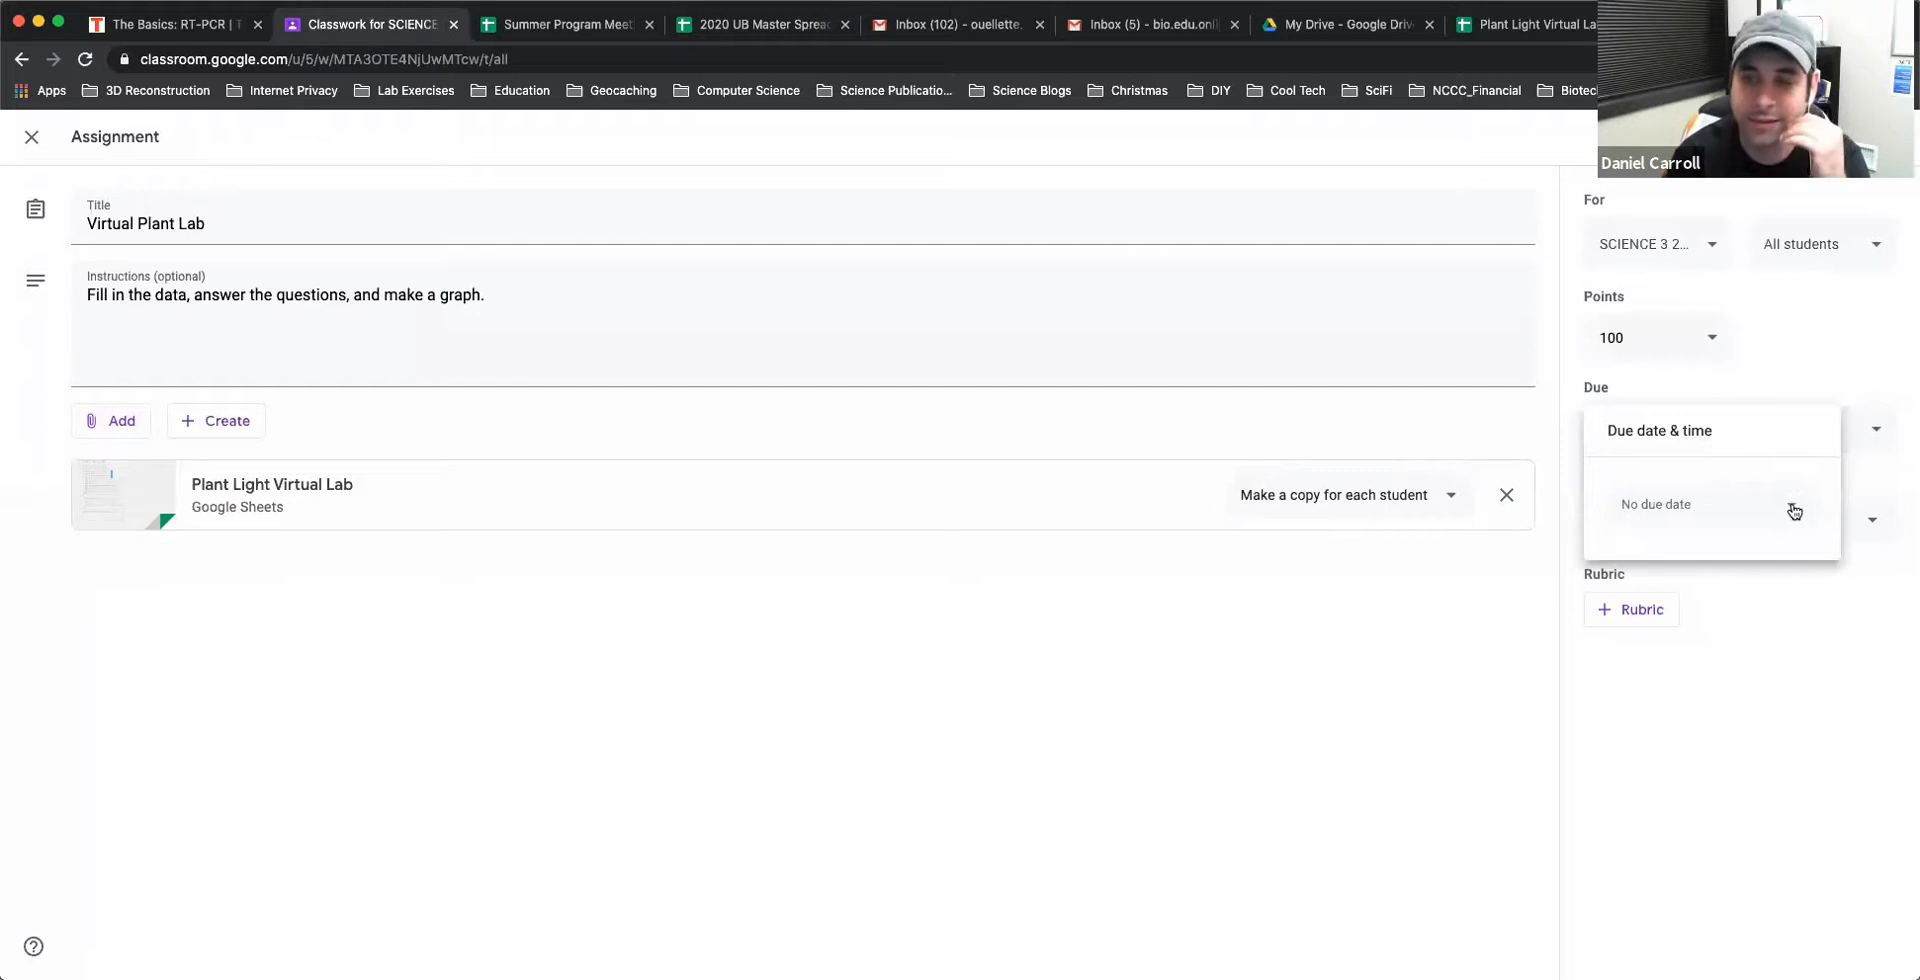 The Basics: RT-PCR | T
Classwork for SCIENCE
Summer Program Meet
2020 UB Master Sprea
Inbox (102) - ouellette.
Inbox (5) - bio.edu.onli
My Drive - Google Driv
Plant Light Virtual La
classroom.google.com/u/5/w/MTA3OTE4NjUwMTcw/t/all
Apps
3D Reconstruction
Internet Privacy
Lab Exercises
Education
Geocaching
Computer Science
Science Publicatio...
Science Blogs
Christmas
DIY
Cool Tech
SciFi
NCCC_Financial
Biotec
Daniel Carroll
Assignment
Title
Virtual Plant Lab
Instructions (optional)
Fill in the data, answer the questions, and make a graph.
Add
Create
Plant Light Virtual Lab
Google Sheets
Make a copy for each student
For
SCIENCE 3 2...
All students
Points
100
Due
Due date & time
No due date
Rubric
Rubric